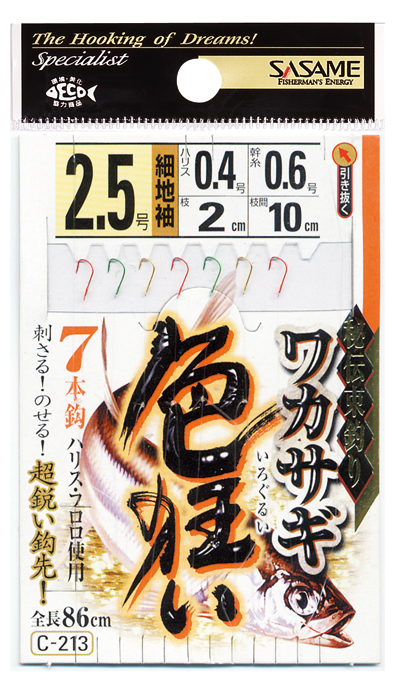 The Hooking of Dreams!
Specialist
環境・美化
DECO
協力商品
SASAME
FISHERMAN'S ENERGY
2.5号
細地袖
ハリス 0.4号
枝 2cm
幹糸 0.6号
枝間 10cm
引き抜く
秘伝束釣り
ワカサギ
色狂い
いろぐるい
7本鈎
ハリス・フロロ使用
刺さる!のせる!
超鋭い鈎先!
全長86cm
C-213